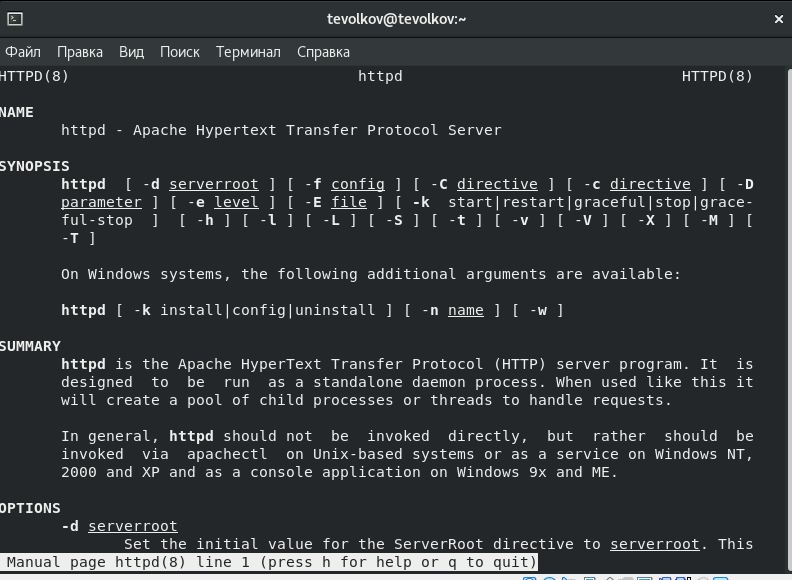 tevolkov@tevolkov:~
Файл Правка Вид Поиск Терминал Справка
HTTPD(8) httpd HTTPD(8)
NAME
httpd - Apache Hypertext Transfer Protocol Server
SYNOPSIS
httpd [ -d serverroot ] [ -f config ] [ -C directive ] [ -c directive ] [ -D
parameter ] [ -e level ] [ -E file ] [ -k start|restart|graceful|stop|grace-
ful-stop ] [ -h ] [ -l ] [ -L ] [ -S ] [ -t ] [ -v ] [ -V ] [ -X ] [ -M ] [
-T ]
On Windows systems, the following additional arguments are available:
httpd [ -k install|config|uninstall ] [ -n name ] [ -w ]
SUMMARY
httpd is the Apache HyperText Transfer Protocol (HTTP) server program. It is
designed to be run as a standalone daemon process. When used like this it
will create a pool of child processes or threads to handle requests.
In general, httpd should not be invoked directly, but rather should be
invoked via apachectl on Unix-based systems or as a service on Windows NT,
2000 and XP and as a console application on Windows 9x and ME.
OPTIONS
-d serverroot
Set the initial value for the ServerRoot directive to serverroot. This
Manual page httpd(8) line 1 (press h for help or q to quit)